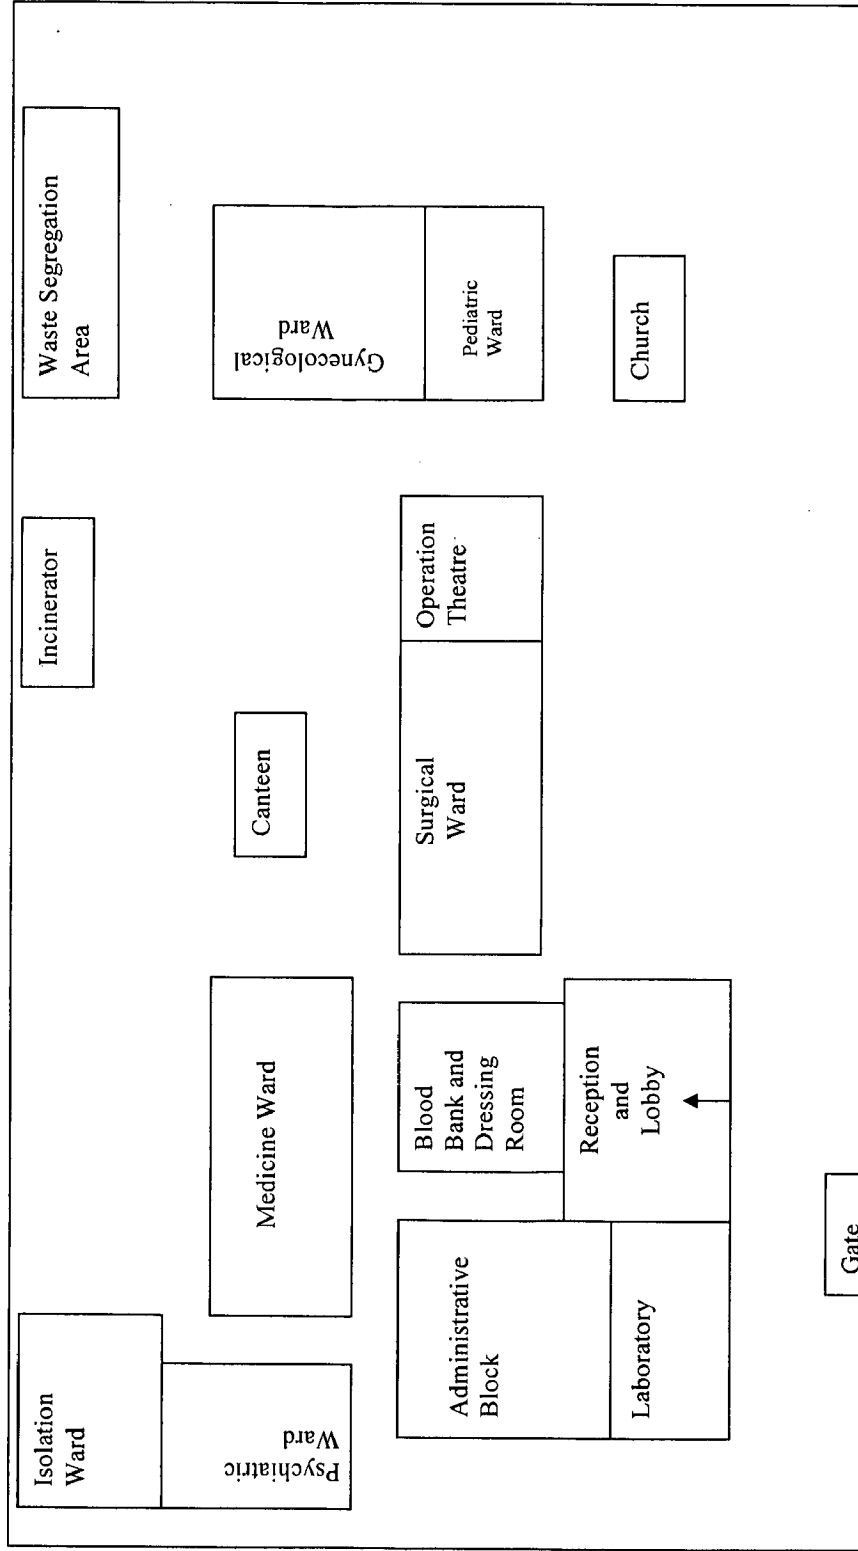 Isolation
Ward
Psychiatric
Ward
Medicine Ward
Canteen
Incinerator
Waste Segregation
Area
Gynecological
Ward
Pediatric
Ward
Church
Operation
Theatre
Surgical
Ward
Blood
Bank and
Dressing
Room
Reception
and
Lobby
Administrative
Block
Laboratory
Gate